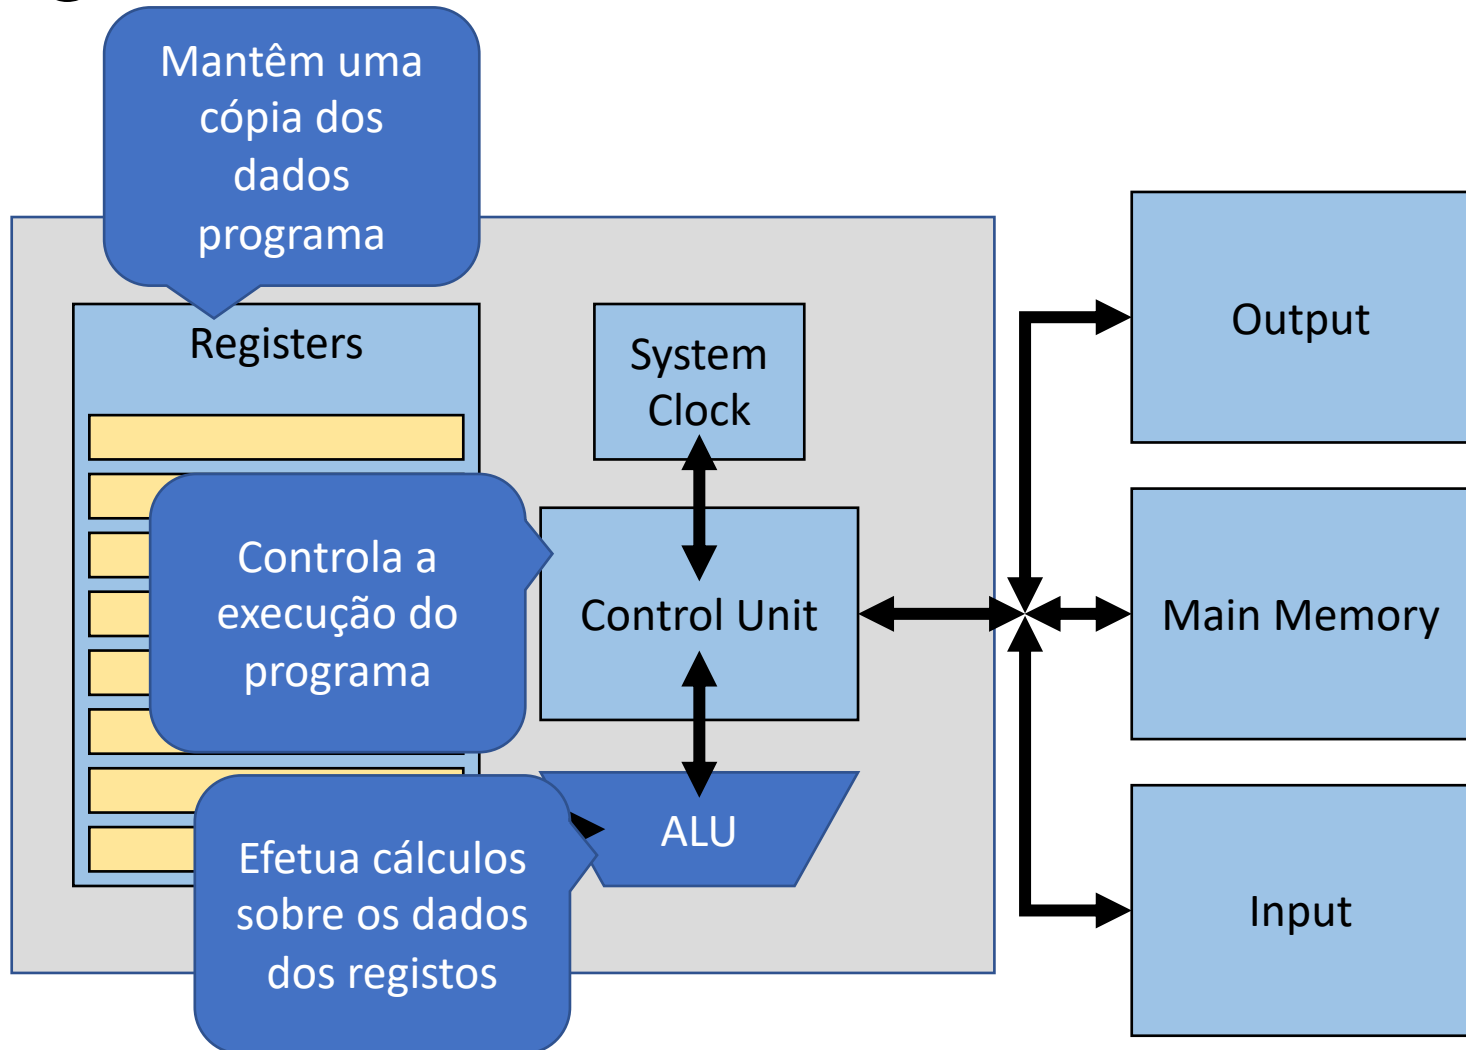 Mantêm uma
cópia dos
dados
programa
Registers
System
Clock
Output
Controla a
execução do
programa
Control Unit
Main Memory
Efetua cálculos
sobre os dados
dos registos
ALU
Input